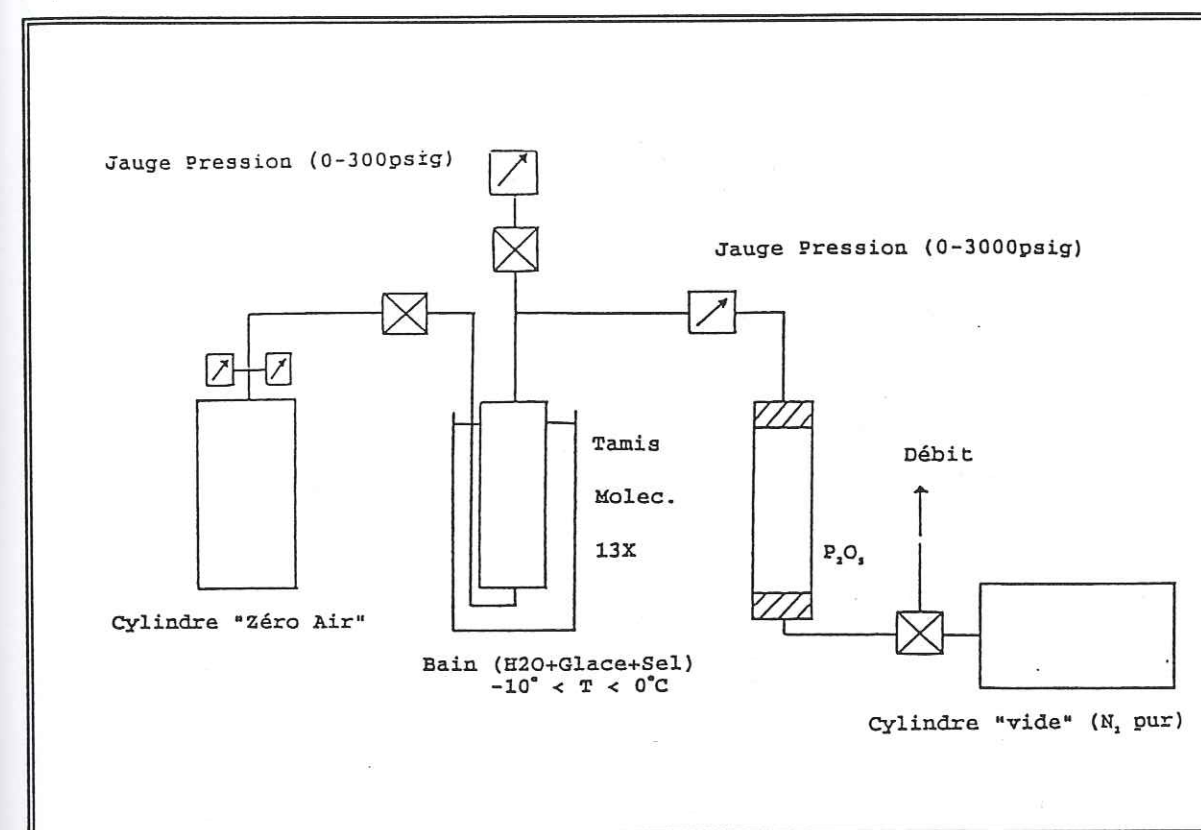 Jauge Pression (0-300psig)
Jauge Pression (0-3000psig)
Tamis
Molec.
13X
Débit
P₂O₅
Cylindre "Zéro Air"
Bain (H2O+Glace+Sel)
-10° < T < 0°C
Cylindre "vide" (N₂ pur)